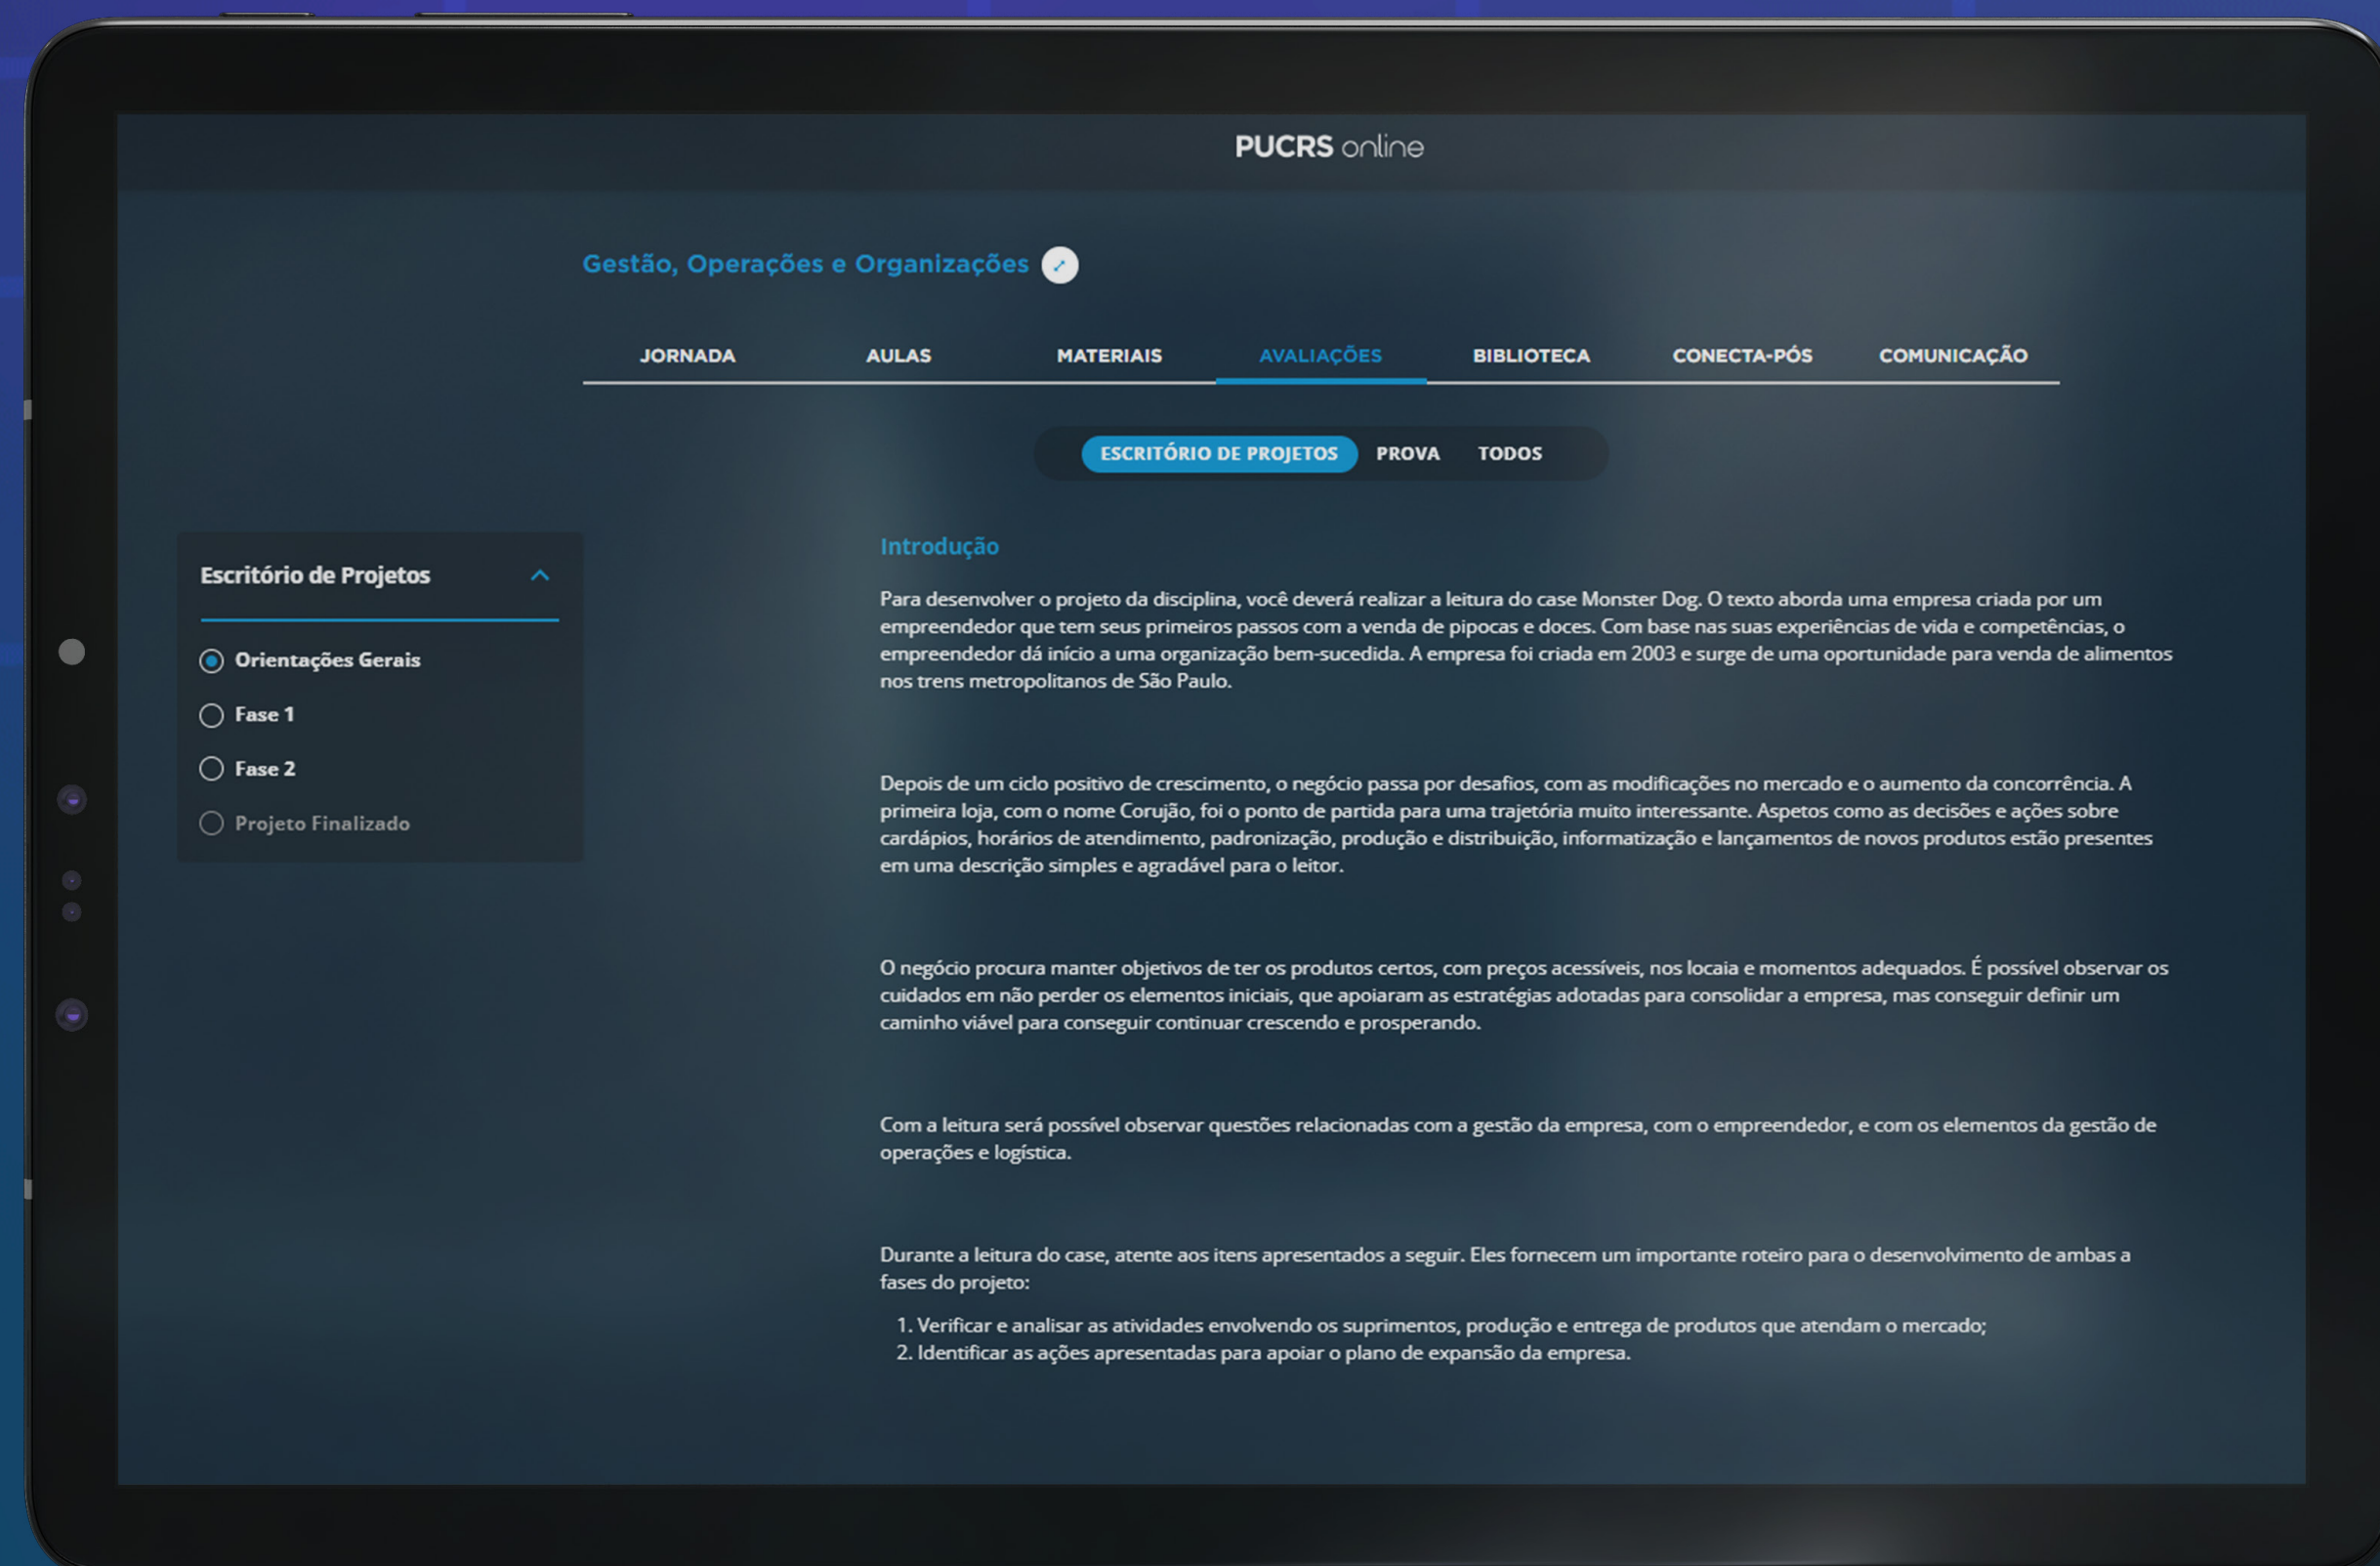 PUCRS online
Gestão, Operações e Organizações
JORNADA
AULAS
MATERIAIS
AVALIAÇÕES
BIBLIOTECA
CONECTA-PÓS
COMUNICAÇÃO
ESCRITÓRIO DE PROJETOS
PROVA
TODOS
Escritório de Projetos
Orientações Gerais
Fase 1
Fase 2
Projeto Finalizado
Introdução
Para desenvolver o projeto da disciplina, você deverá realizar a leitura do case Monster Dog. O texto aborda uma empresa criada por um
empreendedor que tem seus primeiros passos com a venda de pipocas e doces. Com base nas suas experiências de vida e competências, o
empreendedor dá início a uma organização bem-sucedida. A empresa foi criada em 2003 e surge de uma oportunidade para venda de alimentos
nos trens metropolitanos de São Paulo.
Depois de um ciclo positivo de crescimento, o negócio passa por desafios, com as modificações no mercado e o aumento da concorrência. A
primeira loja, com o nome Corujão, foi o ponto de partida para uma trajetória muito interessante. Aspetos como as decisões e ações sobre
cardápios, horários de atendimento, padronização, produção e distribuição, informatização e lançamentos de novos produtos estão presentes
em uma descrição simples e agradável para o leitor.
O negócio procura manter objetivos de ter os produtos certos, com preços acessíveis, nos locaia e momentos adequados. É possível observar os
cuidados em não perder os elementos iniciais, que apoiaram as estratégias adotadas para consolidar a empresa, mas conseguir definir um
caminho viável para conseguir continuar crescendo e prosperando.
Com a leitura será possível observar questões relacionadas com a gestão da empresa, com o empreendedor, e com os elementos da gestão de
operações e logística.
Durante a leitura do case, atente aos itens apresentados a seguir. Eles fornecem um importante roteiro para o desenvolvimento de ambas a
fases do projeto:
1. Verificar e analisar as atividades envolvendo os suprimentos, produção e entrega de produtos que atendam o mercado;
2. Identificar as ações apresentadas para apoiar o plano de expansão da empresa.